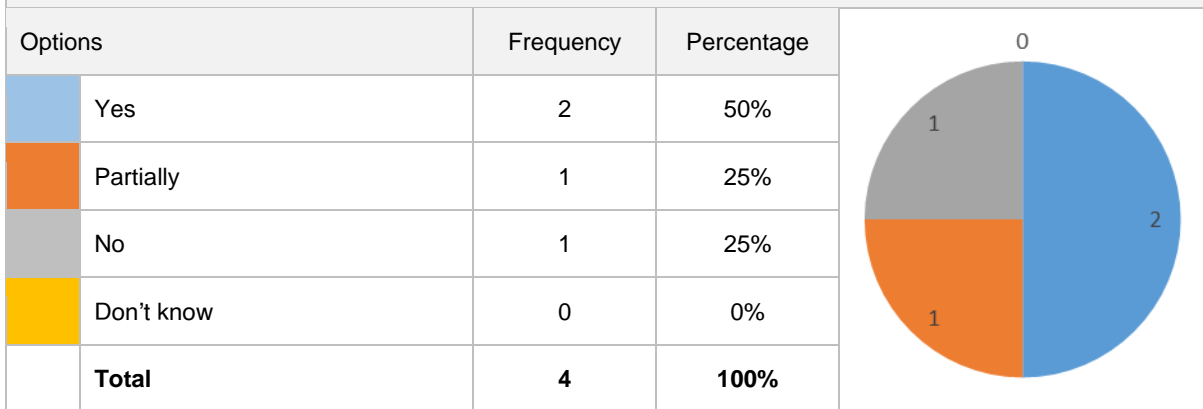 Options Frequency Percentage
Yes 2 50%
Partially 1 25%
No 1 25%
Don’t know 0 0%
Total 4 100%
0
1
2
1